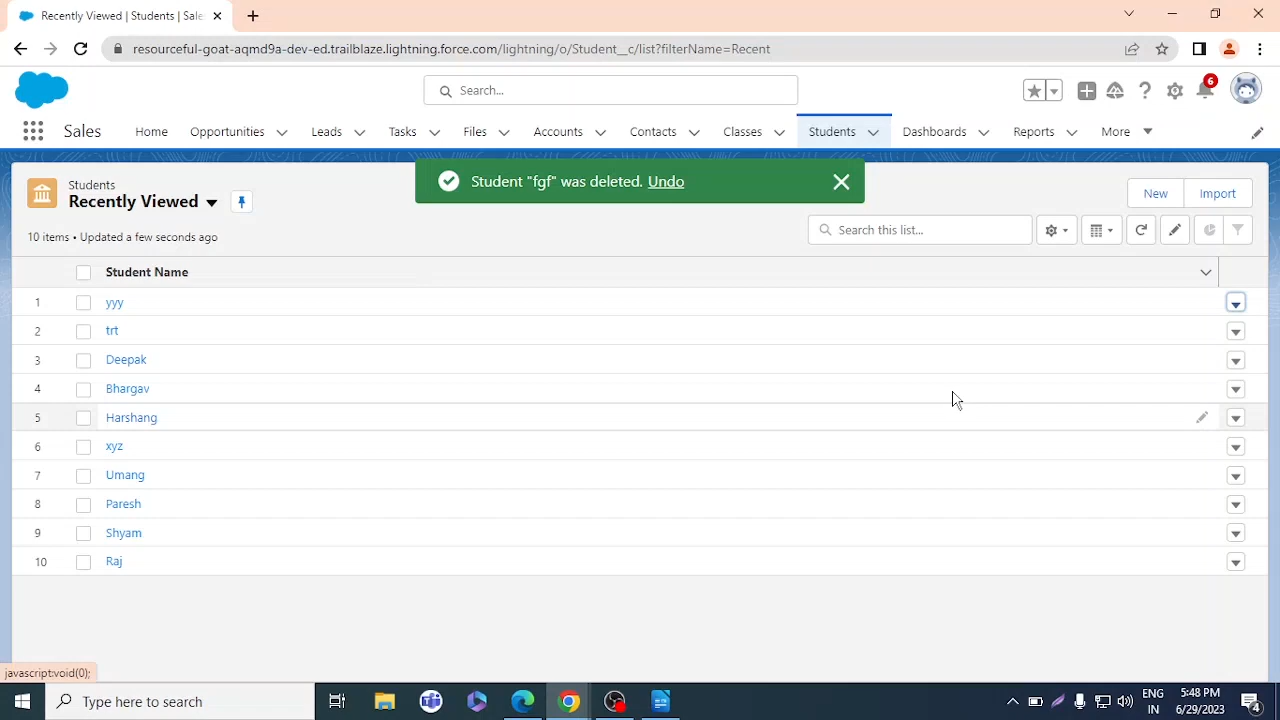 Recently Viewed | Students | Sale
resourceful-goat-aqmd9a-dev-ed.trailblaze.lightning.force.com/lightning/o/Student__c/list?filterName=Recent
Search...
6
Sales
Home
Opportunities
Leads
Tasks
Files
Accounts
Contacts
Classes
Students
Dashboards
Reports
More
Student "fgf" was deleted. Undo
Students
Recently Viewed
New
Import
10 items • Updated a few seconds ago
Search this list...
Student Name
1 yyy
2 trt
3 Deepak
4 Bhargav
5 Harshang
6 xyz
7 Umang
8 Paresh
9 Shyam
10 Raj
javascript:void(0);
Type here to search
ENG
IN
5:48 PM
6/29/2023
4